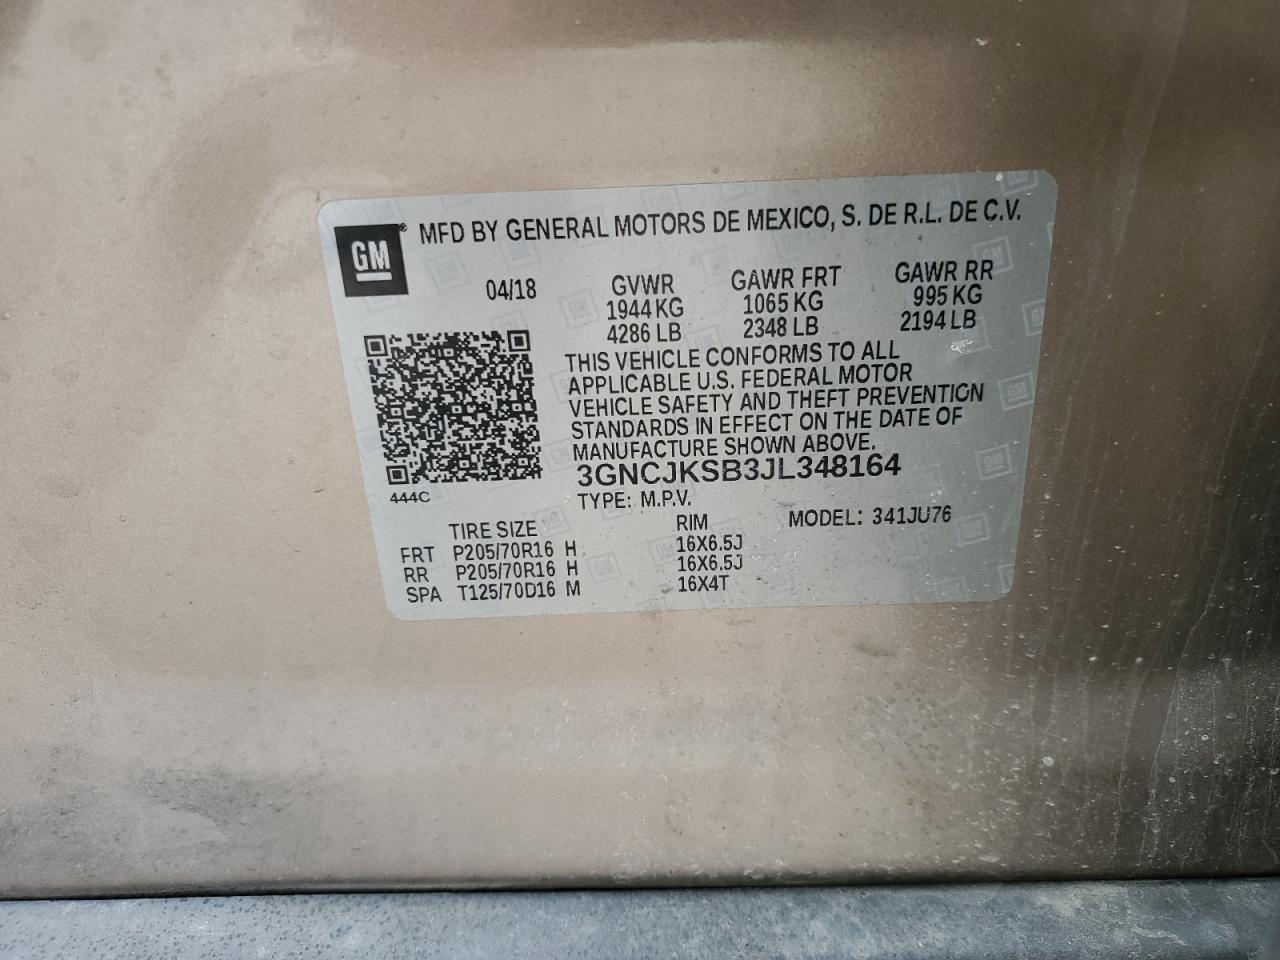 GM® MFD BY GENERAL MOTORS DE MEXICO, S. DE R.L. DE C.V.
04/18 GVWR GAWR FRT GAWR RR
1944 KG 1065 KG 995 KG
4286 LB 2348 LB 2194 LB
THIS VEHICLE CONFORMS TO ALL
APPLICABLE U.S. FEDERAL MOTOR
VEHICLE SAFETY AND THEFT PREVENTION
STANDARDS IN EFFECT ON THE DATE OF
MANUFACTURE SHOWN ABOVE.
3GNCJKSB3JL348164
444C
TYPE: M.P.V.
TIRE SIZE RIM MODEL: 341JU76
FRT P205/70R16 H 16X6.5J
RR P205/70R16 H 16X6.5J
SPA T125/70D16 M 16X4T